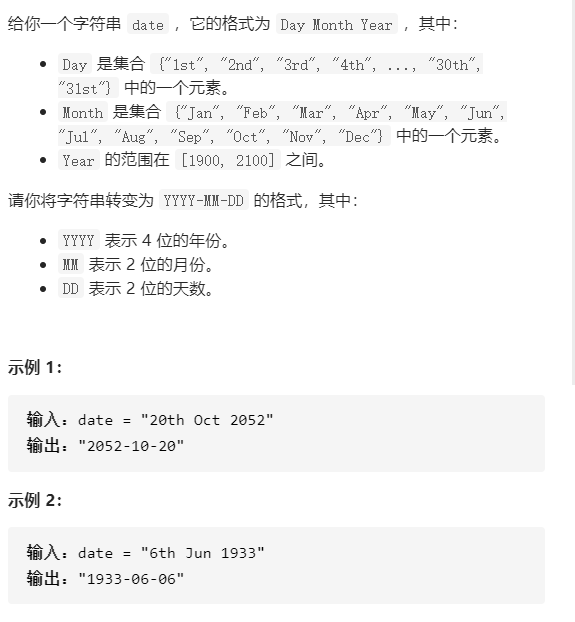 给你一个字符串 date ，它的格式为 Day Month Year ，其中：
Day 是集合 {"1st", "2nd", "3rd", "4th", ..., "30th",
"31st"} 中的一个元素。
Month 是集合 {"Jan", "Feb", "Mar", "Apr", "May", "Jun",
"Jul", "Aug", "Sep", "Oct", "Nov", "Dec"} 中的一个元素。
Year 的范围在 [1900, 2100] 之间。
请你将字符串转变为 YYYY-MM-DD 的格式，其中：
YYYY 表示 4 位的年份。
MM 表示 2 位的月份。
DD 表示 2 位的天数。
示例 1：
输入：date = "20th Oct 2052"
输出："2052-10-20"
示例 2：
输入：date = "6th Jun 1933"
输出："1933-06-06"